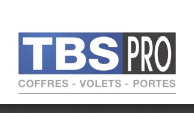 TBS PRO
COFFRES - VOLETS - PORTES